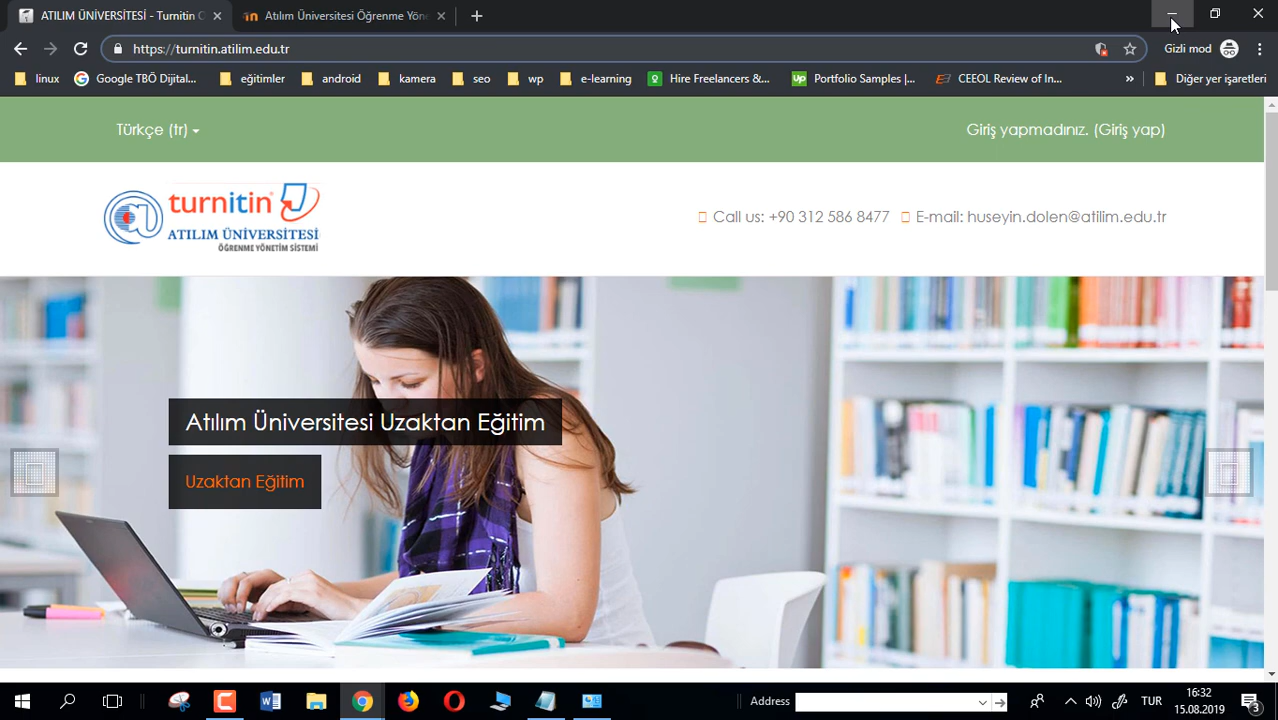 ATILIM ÜNİVERSİTESİ - Turnitin
Atılım Üniversitesi Öğrenme Yöne
https://turnitin.atilim.edu.tr
Gizli mod
linux
Google TBÖ Dijital...
eğitimler
android
kamera
seo
wp
e-learning
Hire Freelancers &...
Up
Portfolio Samples |...
CEEOL Review of In...
»
Diğer yer işaretleri
Türkçe (tr)
Giriş yapmadınız. (Giriş yap)
turnitin
ATILIM ÜNİVERSİTESİ
ÖĞRENME YÖNETİM SİSTEMİ
Call us: +90 312 586 8477
E-mail: huseyin.dolen@atilim.edu.tr
Atılım Üniversitesi Uzaktan Eğitim
Uzaktan Eğitim
Address
TUR
16:32
15.08.2019
3